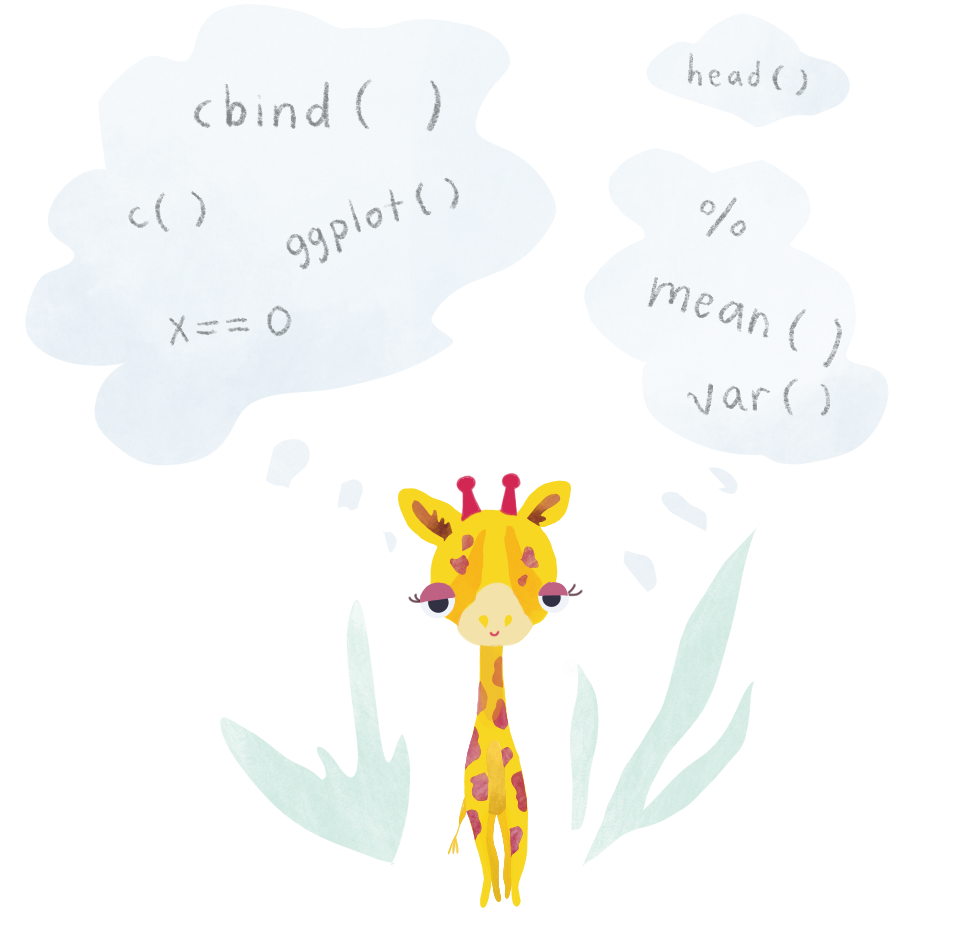 cbind( )
c( )
ggplot()
x== 0
head()
%
mean()
var()